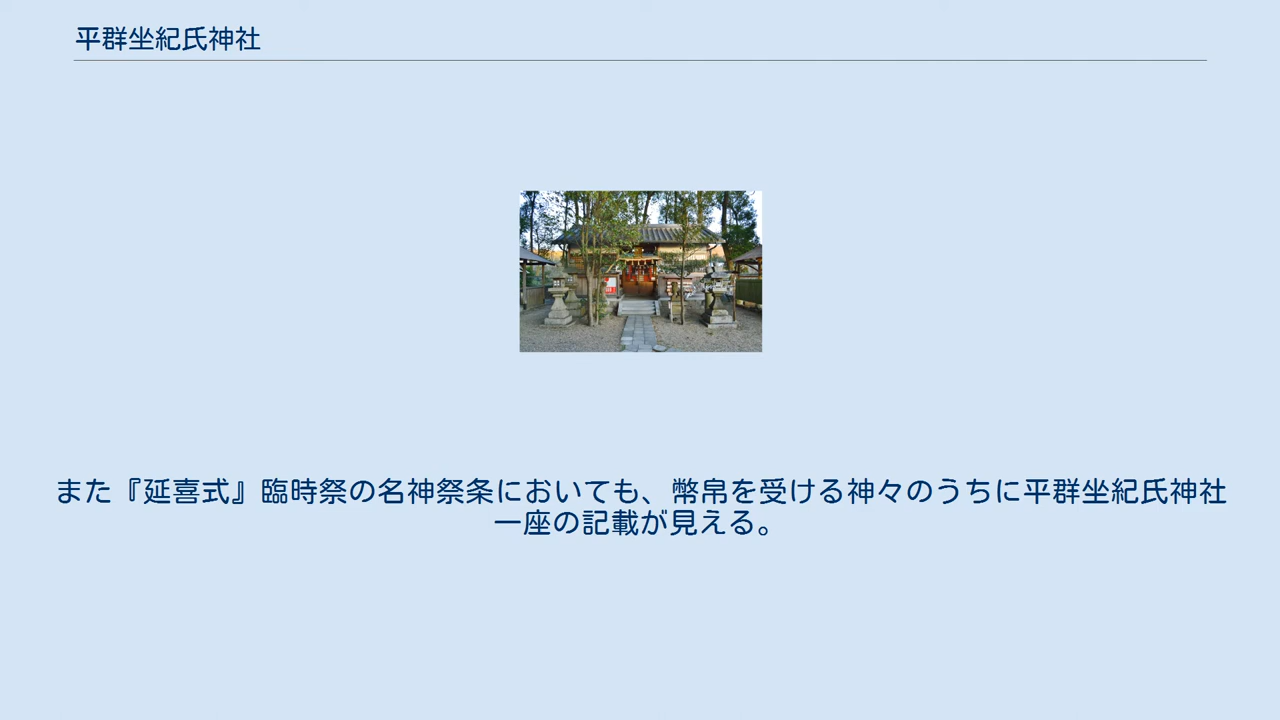 平群坐紀氏神社
また『延喜式』臨時祭の名神祭条においても、幣帛を受ける神々のうちに平群坐紀氏神社
一座の記載が見える。